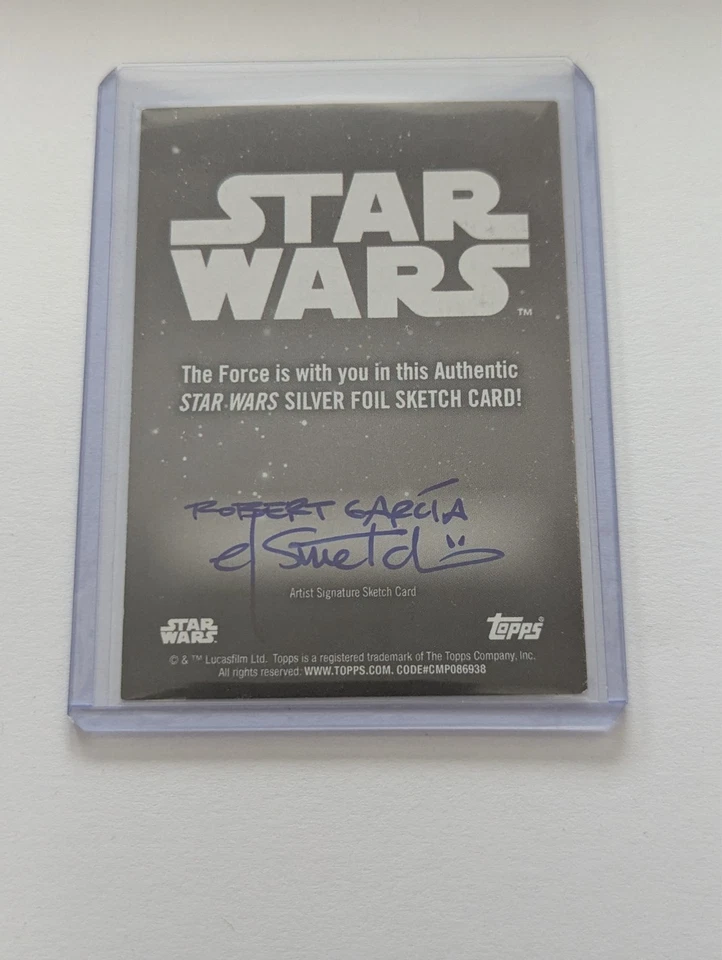 STAR
WARS
TM
The Force is with you in this Authentic
STAR WARS SILVER FOIL SKETCH CARD!
ROBERT GARCÍA
Artist Signature Sketch Card
STAR
WARS
topps®
© & ™ Lucasfilm Ltd. Topps is a registered trademark of The Topps Company, Inc.
All rights reserved. WWW.TOPPS.COM. CODE#CMP086938